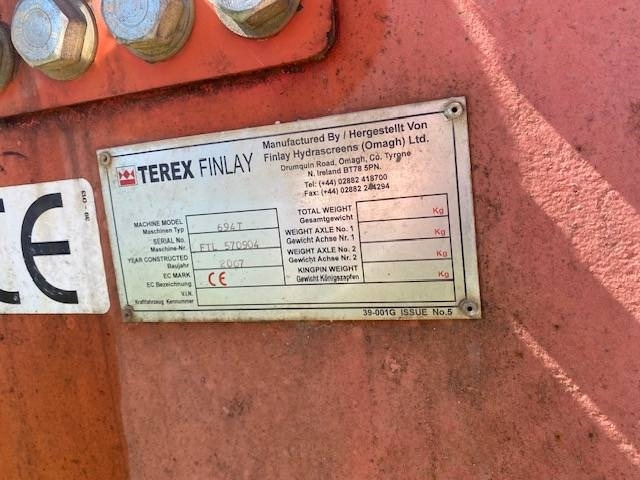 TEREX FINLAY
Manufactured By / Hergestellt Von
Finlay Hydrascreens (Omagh) Ltd.
Drumquin Road, Omagh, Co. Tyrone
N. Ireland BT78 5PN.
Tel: (+44) 02882 418700
Fax: (+44) 02882 244294
MACHINE MODEL
Maschinen Typ
694T
SERIAL No.
Maschine-Nr.
FTL 570904
YEAR CONSTRUCTED
Baujahr
2007
EC MARK
EC Bezeichnung
CE
V.I.N.
Kraftfahrzeug Kennummer
TOTAL WEIGHT
Gesamtgewicht
Kg
WEIGHT AXLE No. 1
Gewicht Achse Nr. 1
Kg
WEIGHT AXLE No. 2
Gewicht Achse Nr. 2
Kg
KINGPIN WEIGHT
Gewicht Königszapfen
Kg
39-001G ISSUE No.5
CE